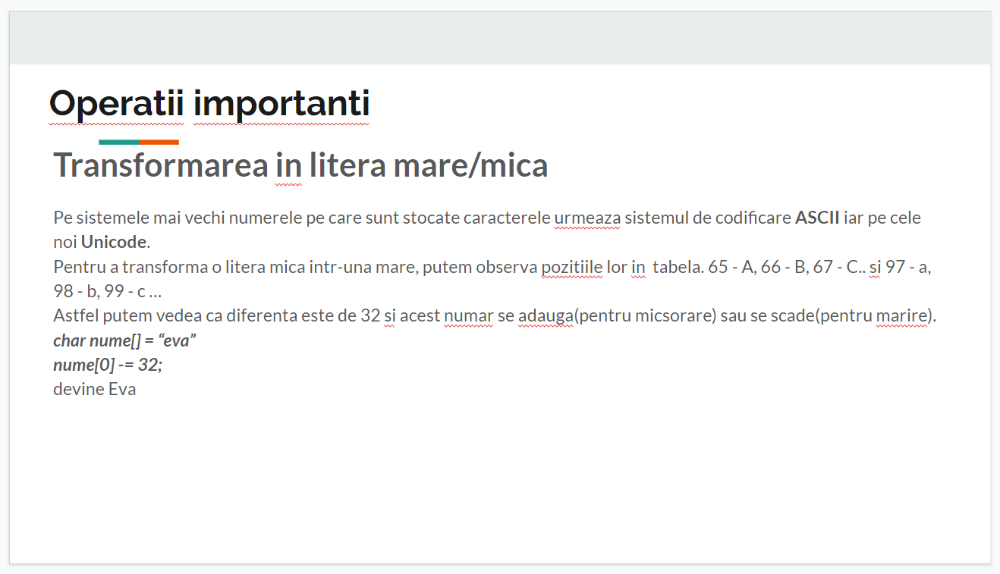 Operatii importanti
Transformarea in litera mare/mica
Pe sistemele mai vechi numerele pe care sunt stocate caracterele urmeaza sistemul de codificare ASCII iar pe cele
noi Unicode.
Pentru a transforma o litera mica intr-una mare, putem observa pozitiile lor in  tabela. 65 - A, 66 - B, 67 - C.. si 97 - a,
98 - b, 99 - c ...
Astfel putem vedea ca diferenta este de 32 si acest numar se adauga(pentru micsorare) sau se scade(pentru marire).
char nume[] = “eva”
nume[0] -= 32;
devine Eva